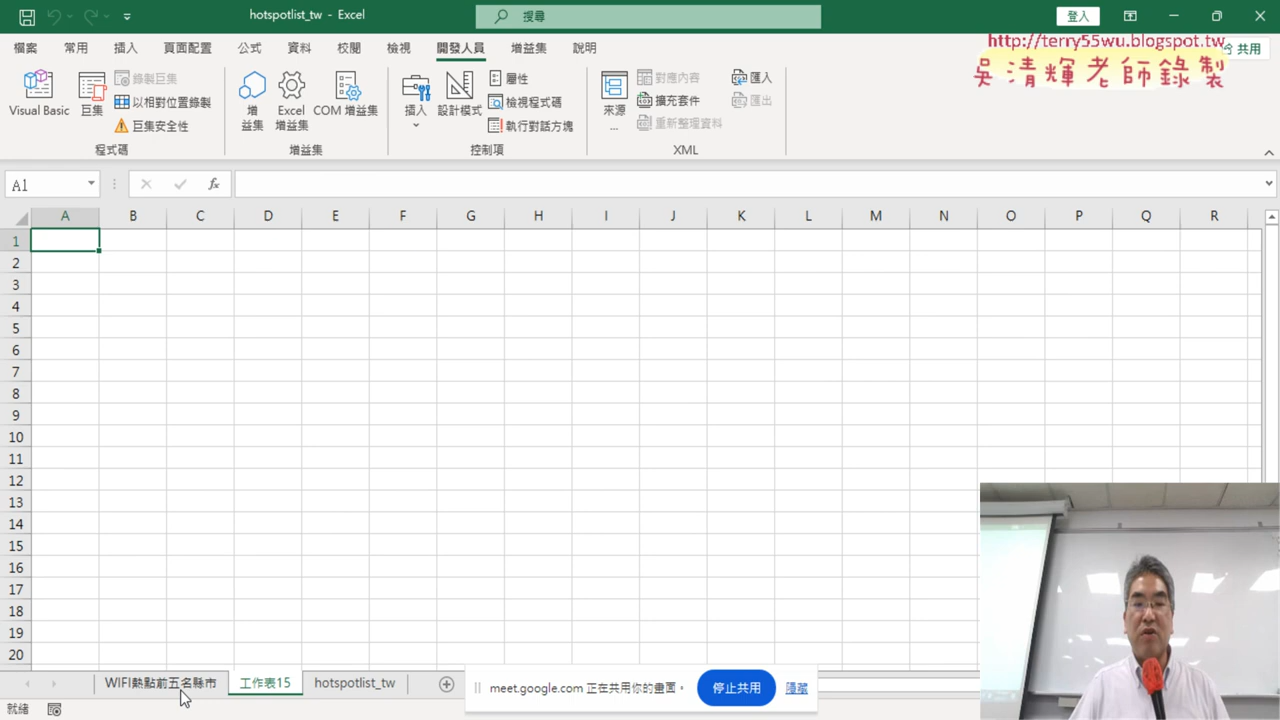 hotspotlist_tw - Excel
搜尋
登入
檔案 常用 插入 頁面配置 公式 資料 校閱 檢視 開發人員 增益集 說明
共用
http://terry55wu.blogspot.tw
吳清輝老師錄製
Visual Basic
巨集
錄製巨集
以相對位置錄製
巨集安全性
程式碼
增益集
Excel 增益集
COM 增益集
增益集
插入
設計模式
屬性
檢視程式碼
執行對話方塊
控制項
來源
...
對應內容
擴充套件
重新整理資料
匯入
匯出
XML
A1
fx
A B C D E F G H I J K L M N O P Q R
1
2
3
4
5
6
7
8
9
10
11
12
13
14
15
16
17
18
19
20
WIFI熱點前五名縣市 工作表15 hotspotlist_tw
meet.google.com 正在共用你的畫面。 停止共用 隱藏
就緒